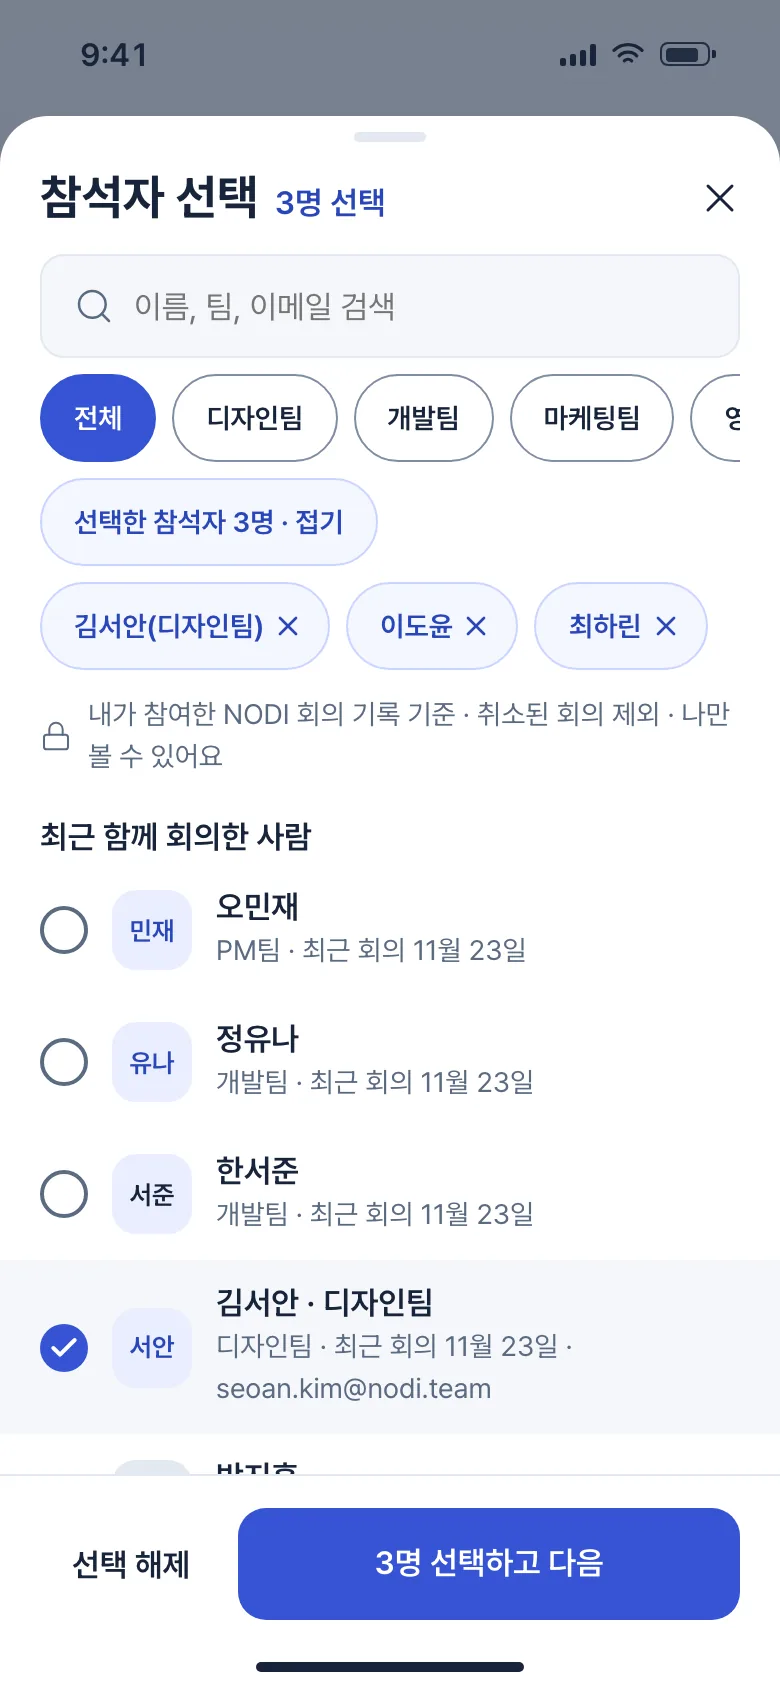 9:41
참석자 선택 3명 선택
이름, 팀, 이메일 검색
전체 디자인팀 개발팀 마케팅팀
선택한 참석자 3명 · 접기
김서안(디자인팀) 이도윤 최하린
내가 참여한 NODI 회의 기록 기준 · 취소된 회의 제외 · 나만
볼 수 있어요
최근 함께 회의한 사람
민재 오민재
PM팀 · 최근 회의 11월 23일
유나 정유나
개발팀 · 최근 회의 11월 23일
서준 한서준
개발팀 · 최근 회의 11월 23일
서안 김서안 · 디자인팀
디자인팀 · 최근 회의 11월 23일 ·
seoan.kim@nodi.team
선택 해제 3명 선택하고 다음